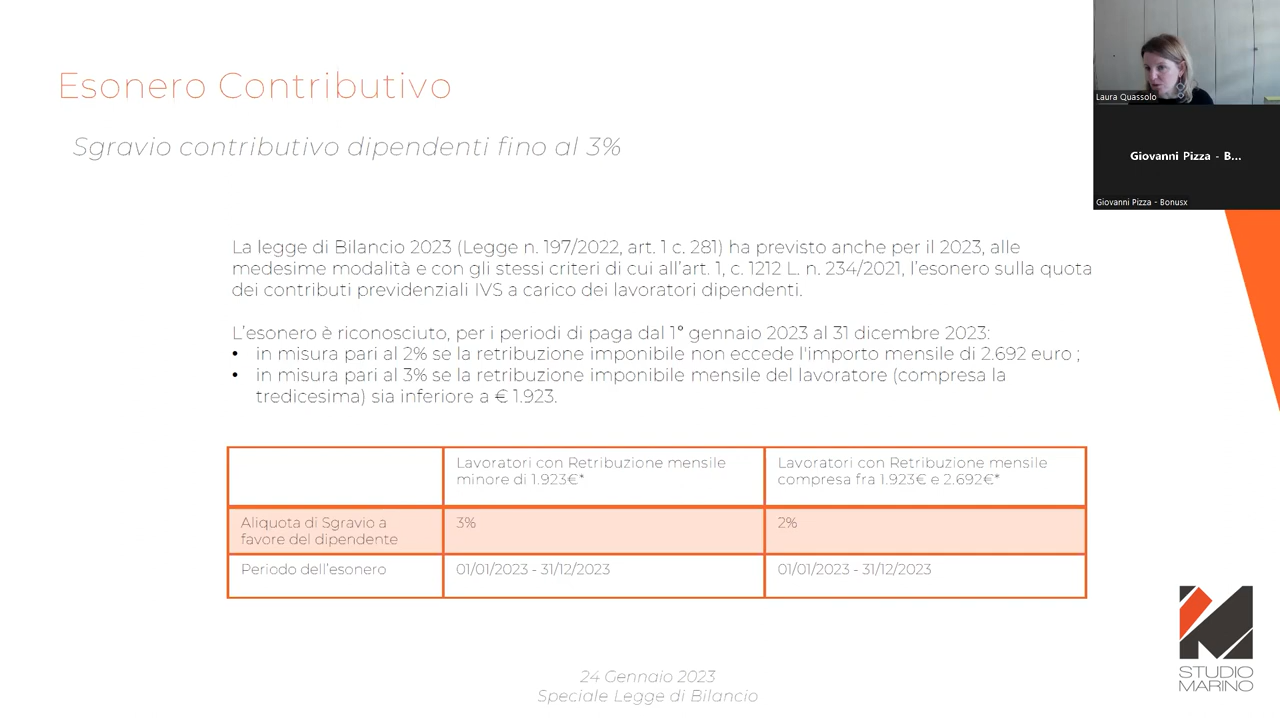 Esonero Contributivo
Sgravio contributivo dipendenti fino al 3%
La legge di Bilancio 2023 (Legge n. 197/2022, art. 1 c. 281) ha previsto anche per il 2023, alle
medesime modalità e con gli stessi criteri di cui all'art. 1, c. 1212 L. n. 234/2021, l'esonero sulla quota
dei contributi previdenziali IVS a carico dei lavoratori dipendenti.
L'esonero è riconosciuto, per i periodi di paga dal 1° gennaio 2023 al 31 dicembre 2023:
• in misura pari al 2% se la retribuzione imponibile non eccede l'importo mensile di 2.692 euro ;
• in misura pari al 3% se la retribuzione imponibile mensile del lavoratore (compresa la
tredicesima) sia inferiore a € 1.923.
Lavoratori con Retribuzione mensile
minore di 1.923€*
Lavoratori con Retribuzione mensile
compresa fra 1.923€ e 2.692€*
Aliquota di Sgravio a
favore del dipendente
3%
2%
Periodo dell'esonero
01/01/2023 - 31/12/2023
01/01/2023 - 31/12/2023
24 Gennaio 2023
Speciale Legge di Bilancio
STUDIO
MARINO
Laura Quassolo
Giovanni Pizza - B...
Giovanni Pizza - Bonusx